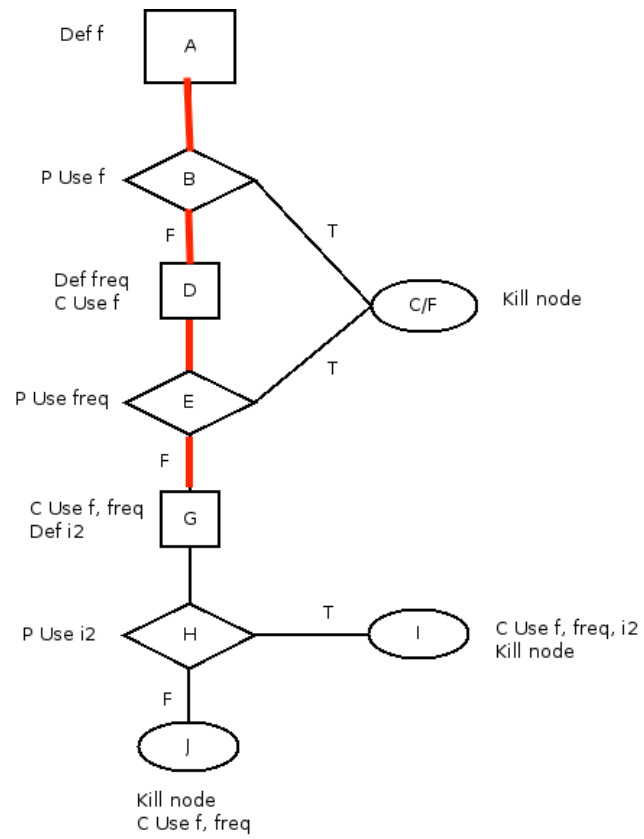 Def f
A
P Use f
B
T
F
Def freq
C Use f
D
C/F
Kill node
T
P Use freq
E
F
C Use f, freq
Def i2
G
T
P Use i2
H
I
C Use f, freq, i2
Kill node
F
J
Kill node
C Use f, freq